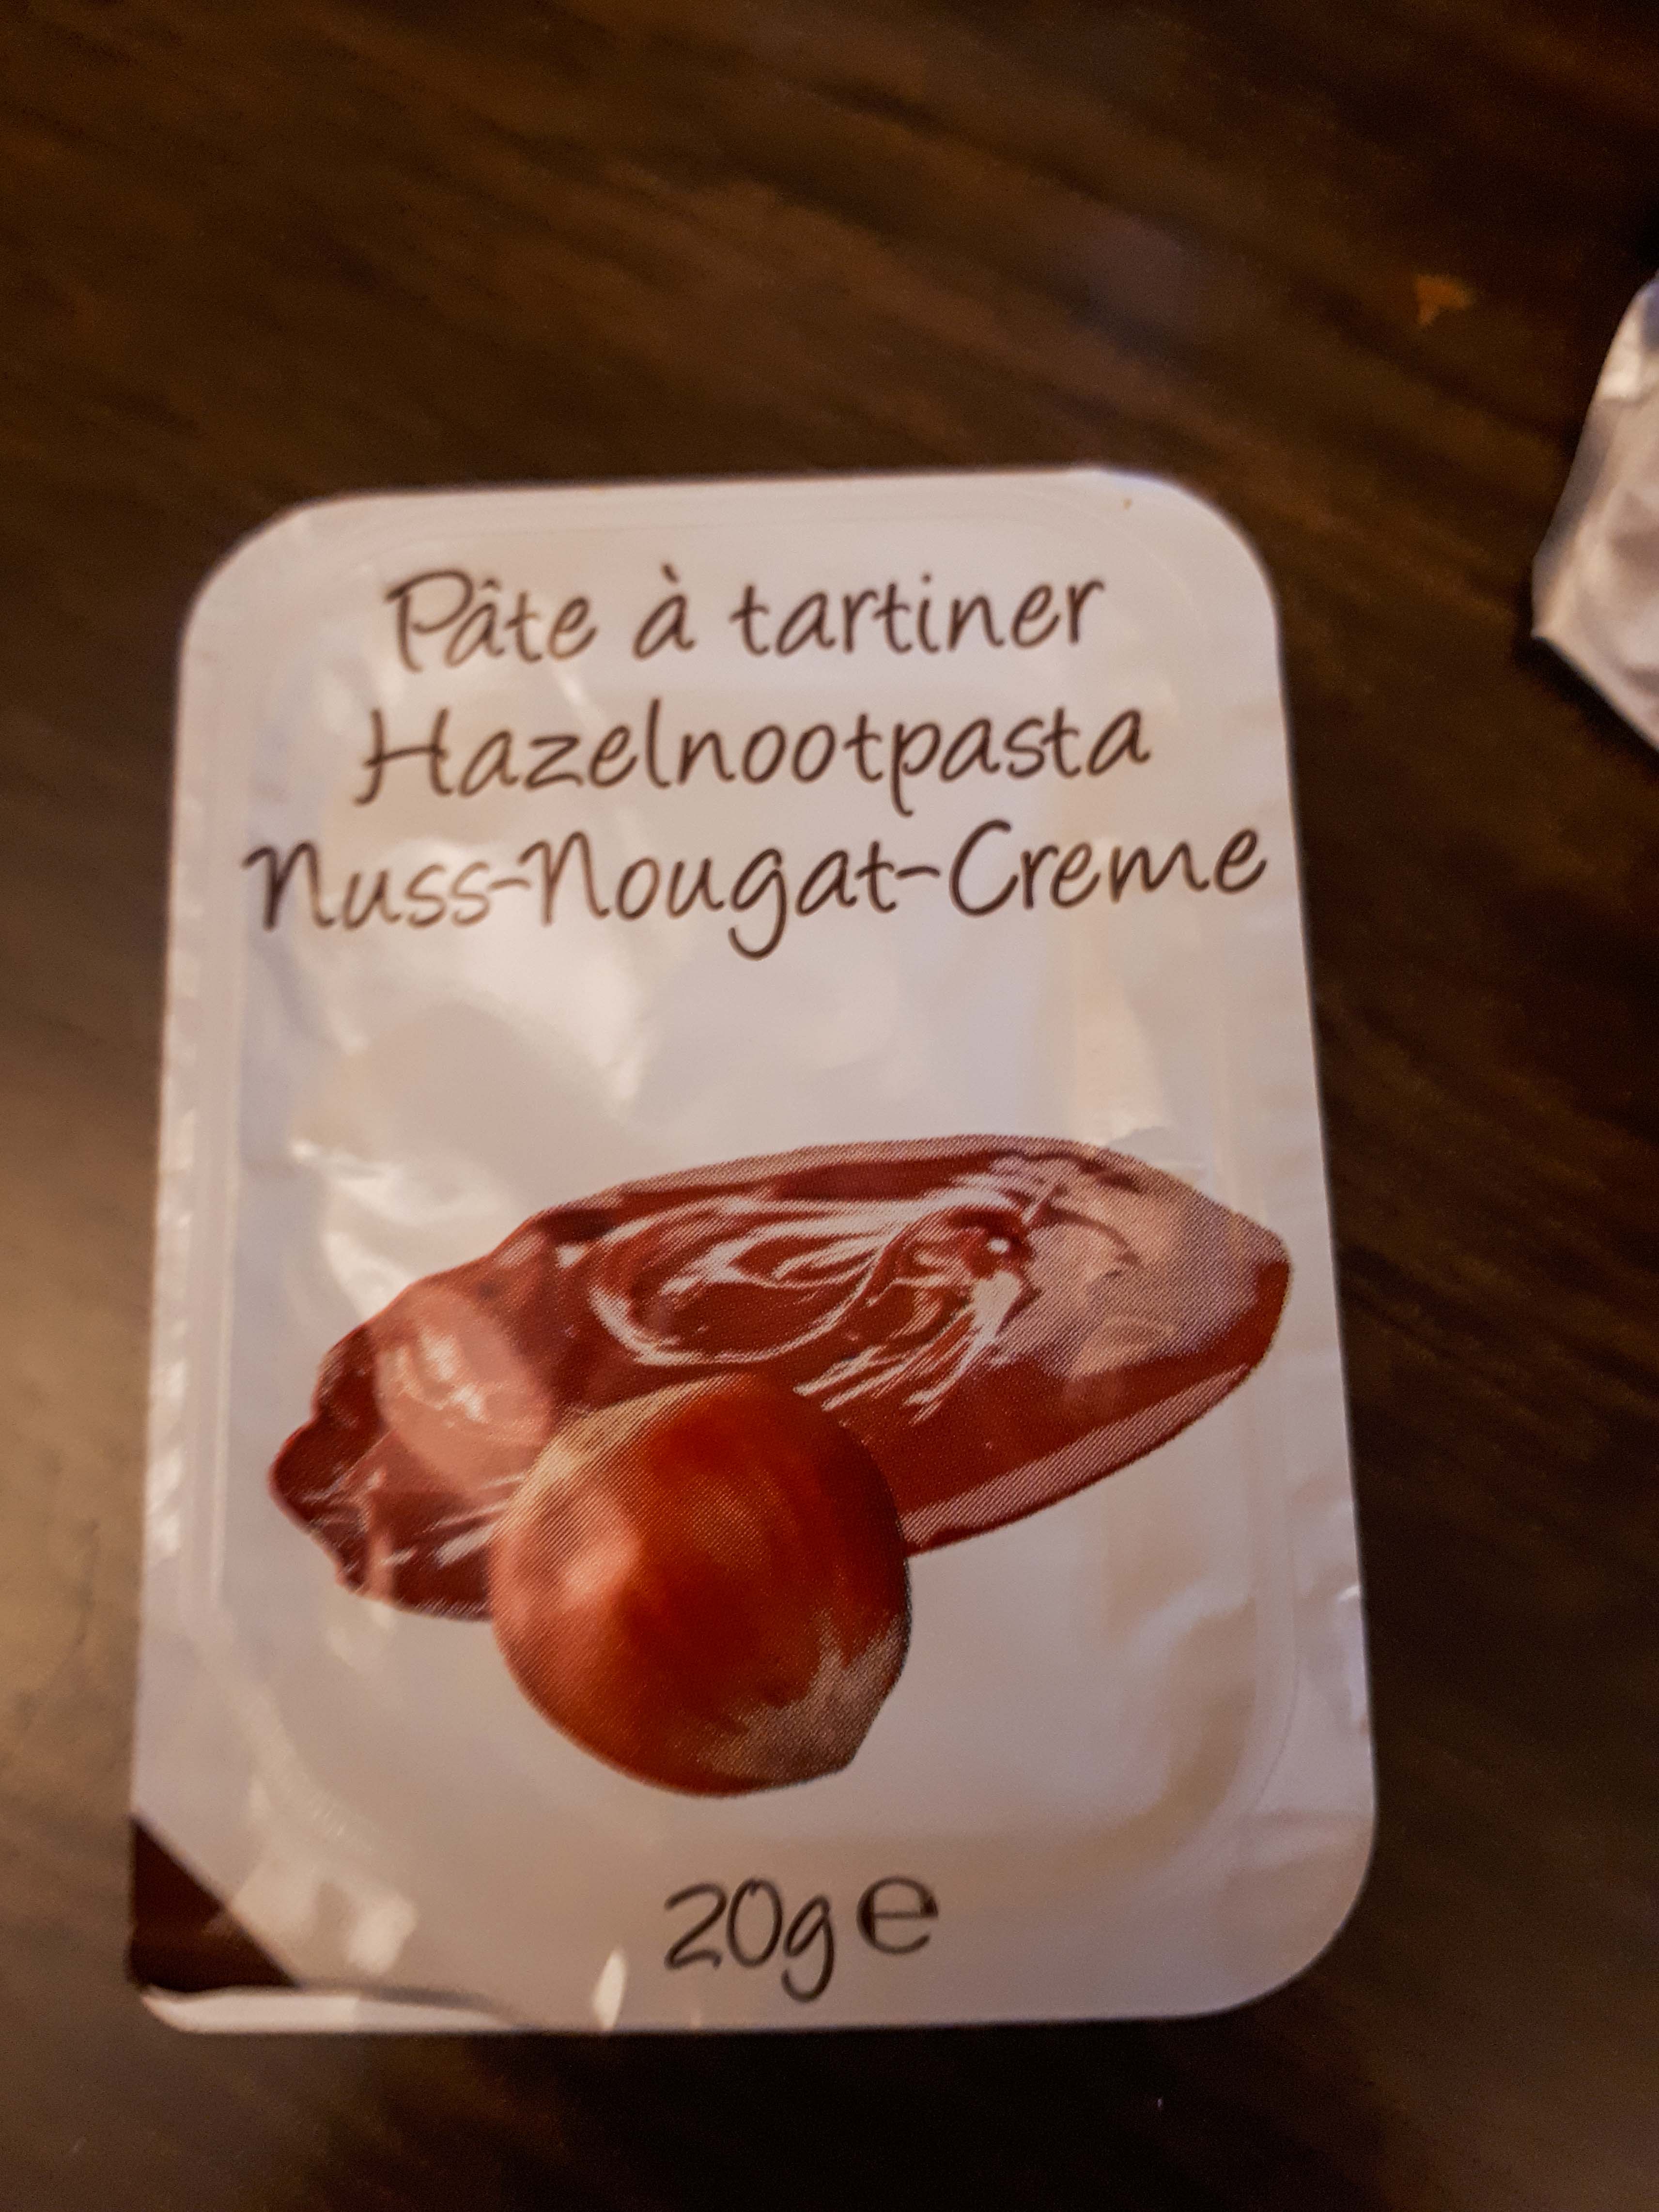 Pâte à tartiner
Hazelnootpasta
Nuss-Nougat-Creme
20g e